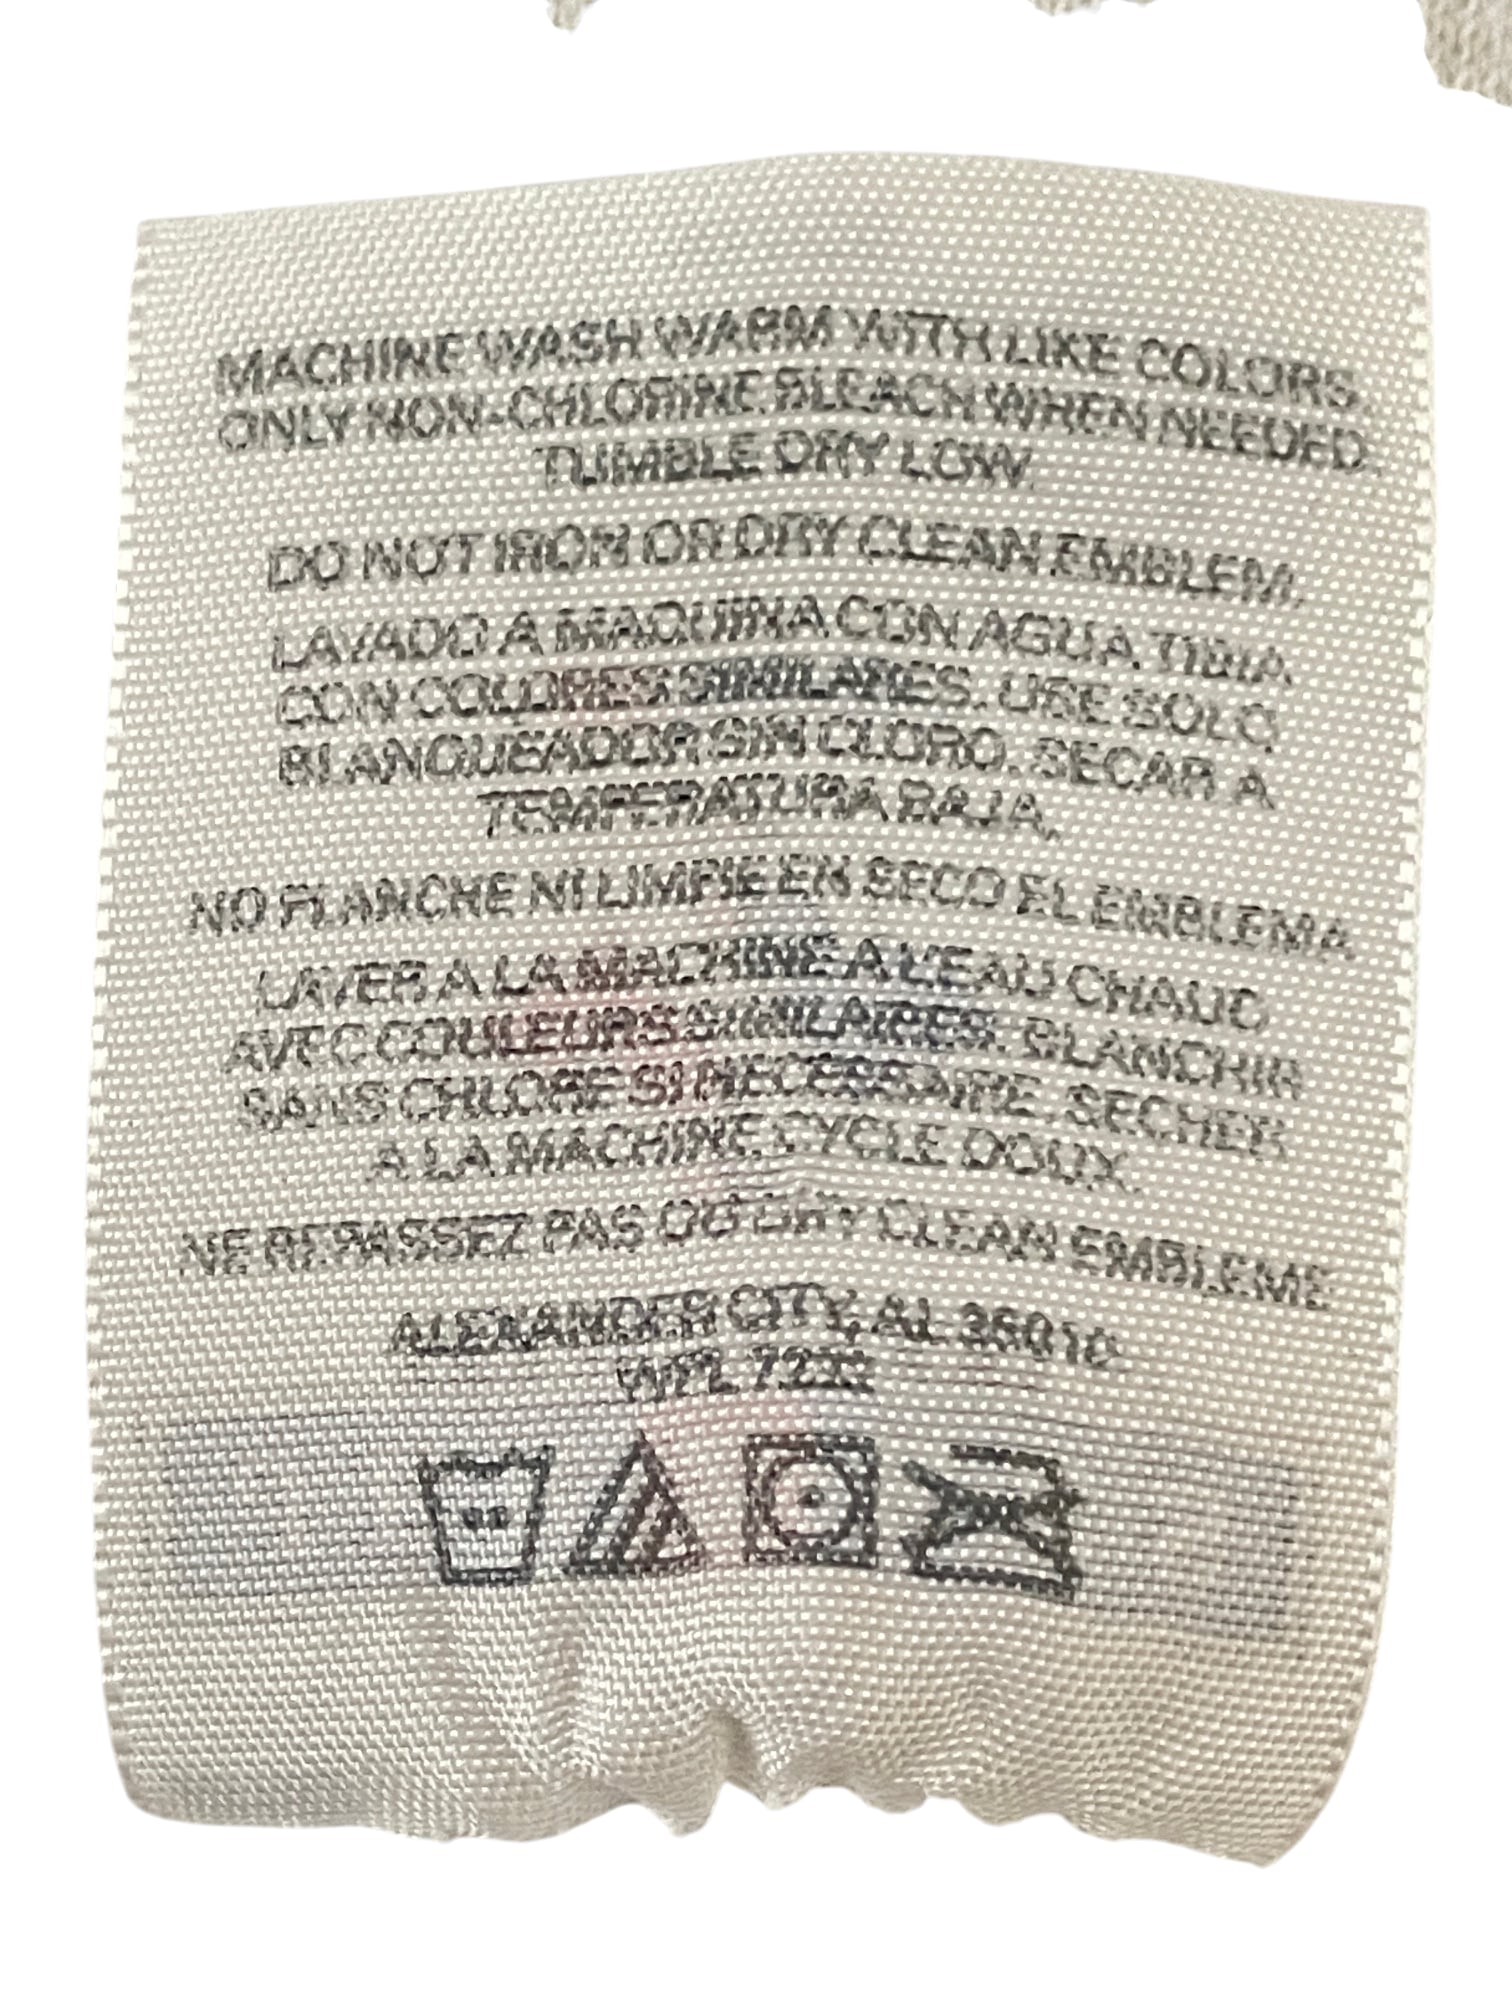 MACHINE WASH WARM WITH LIKE COLORS.
ONLY NON-CHLORINE BLEACH WHEN NEEDED.
TUMBLE DRY LOW.
DO NOT IRON OR DRY CLEAN EMBLEM.
LAVADO A MAQUINA CON AGUA TIBIA
CON COLORES SIMILARES. USE SOLO
BLANQUEADOR SIN CLORO. SECAR A
TEMPERATURA BAJA.
NO PLANCHE NI LIMPIE EN SECO EL EMBLEMA.
LAVER A LA MACHINE A L'EAU CHAUD
AVEC COULEURS SIMILAIRES. BLANCHIR
SANS CHLORE SI NECESSAIRE. SECHER
A LA MACHINE, CYCLE DOUX.
NE REPASSEZ PAS OU DRY CLEAN EMBLEME
ALEXANDER CITY, AL 35010
WPL